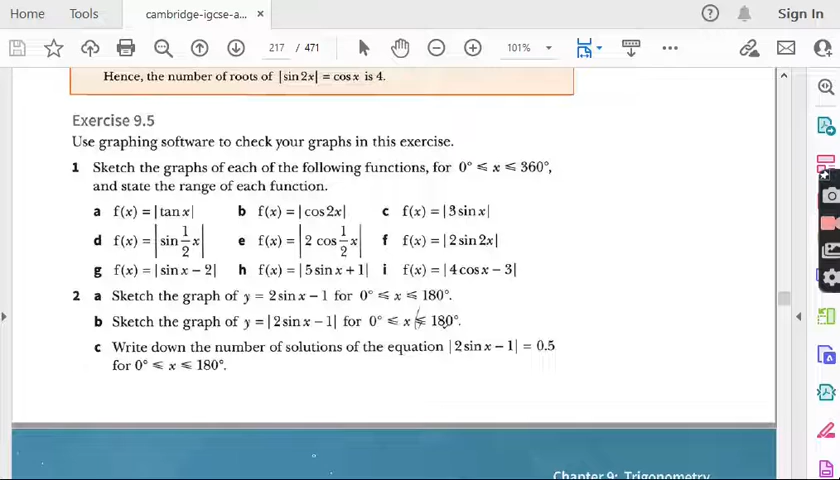 Home Tools cambridge-igcse-a... × Sign In
217 / 471 101%
Hence, the number of roots of |sin 2x| = cos x is 4.
Exercise 9.5
Use graphing software to check your graphs in this exercise.
1 Sketch the graphs of each of the following functions, for 0° ⩽ x ⩽ 360°,
and state the range of each function.
a f(x) = |tan x| b f(x) = |cos 2x| c f(x) = |3 sin x|
d f(x) = |sin 1/2 x| e f(x) = |2 cos 1/2 x| f f(x) = |2 sin 2x|
g f(x) = |sin x − 2| h f(x) = |5 sin x + 1| i f(x) = |4 cos x − 3|
2 a Sketch the graph of y = 2 sin x − 1 for 0° ⩽ x ⩽ 180°.
b Sketch the graph of y = |2 sin x − 1| for 0° ⩽ x ⩽ 180°.
c Write down the number of solutions of the equation |2 sin x − 1| = 0.5
for 0° ⩽ x ⩽ 180°.
Chapter 9: Trigonometry